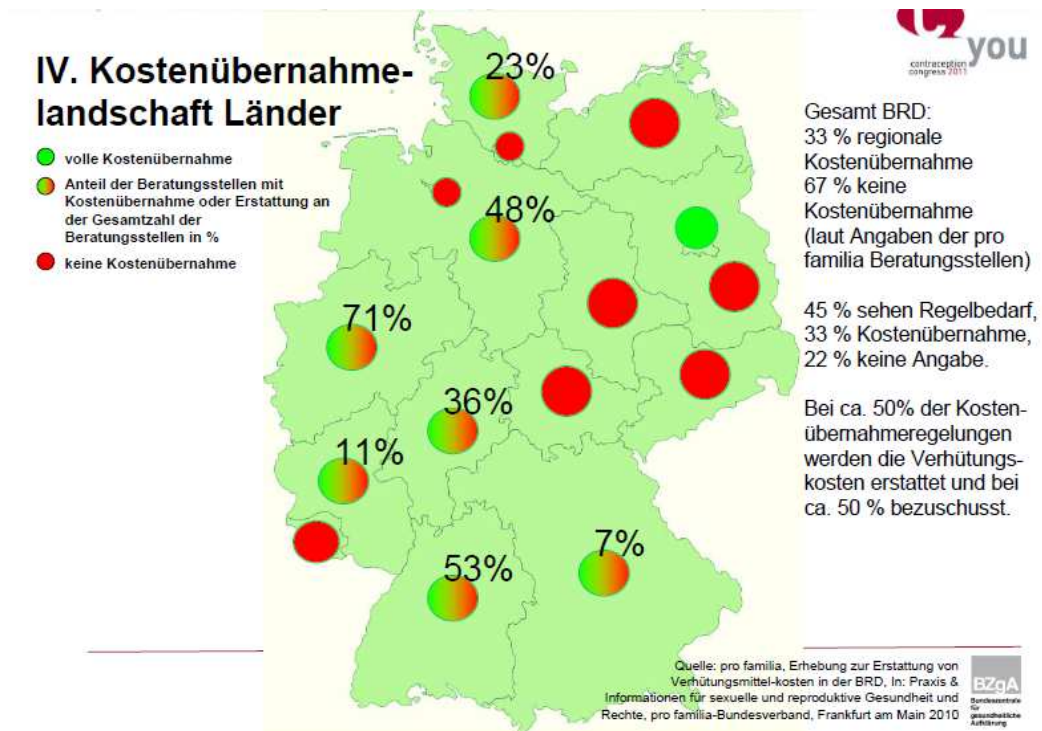 IV. Kostenübernahme-
landschaft Länder
volle Kostenübernahme
Anteil der Beratungsstellen mit
Kostenübernahme oder Erstattung an
der Gesamtzahl der
Beratungsstellen in %
keine Kostenübernahme
23%
48%
71%
36%
11%
53%
7%
you
contraception
congress 2011
Gesamt BRD:
33 % regionale
Kostenübernahme
67 % keine
Kostenübernahme
(laut Angaben der pro
familia Beratungsstellen)
45 % sehen Regelbedarf,
33 % Kostenübernahme,
22 % keine Angabe.
Bei ca. 50% der Kosten-
übernahmeregelungen
werden die Verhütungs-
kosten erstattet und bei
ca. 50 % bezuschusst.
Quelle: pro familia, Erhebung zur Erstattung von
Verhütungsmittel-kosten in der BRD, In: Praxis &
Informationen für sexuelle und reproduktive Gesundheit und
Rechte, pro familia-Bundesverband, Frankfurt am Main 2010
BZgA
Bundeszentrale
für
gesundheitliche
Aufklärung